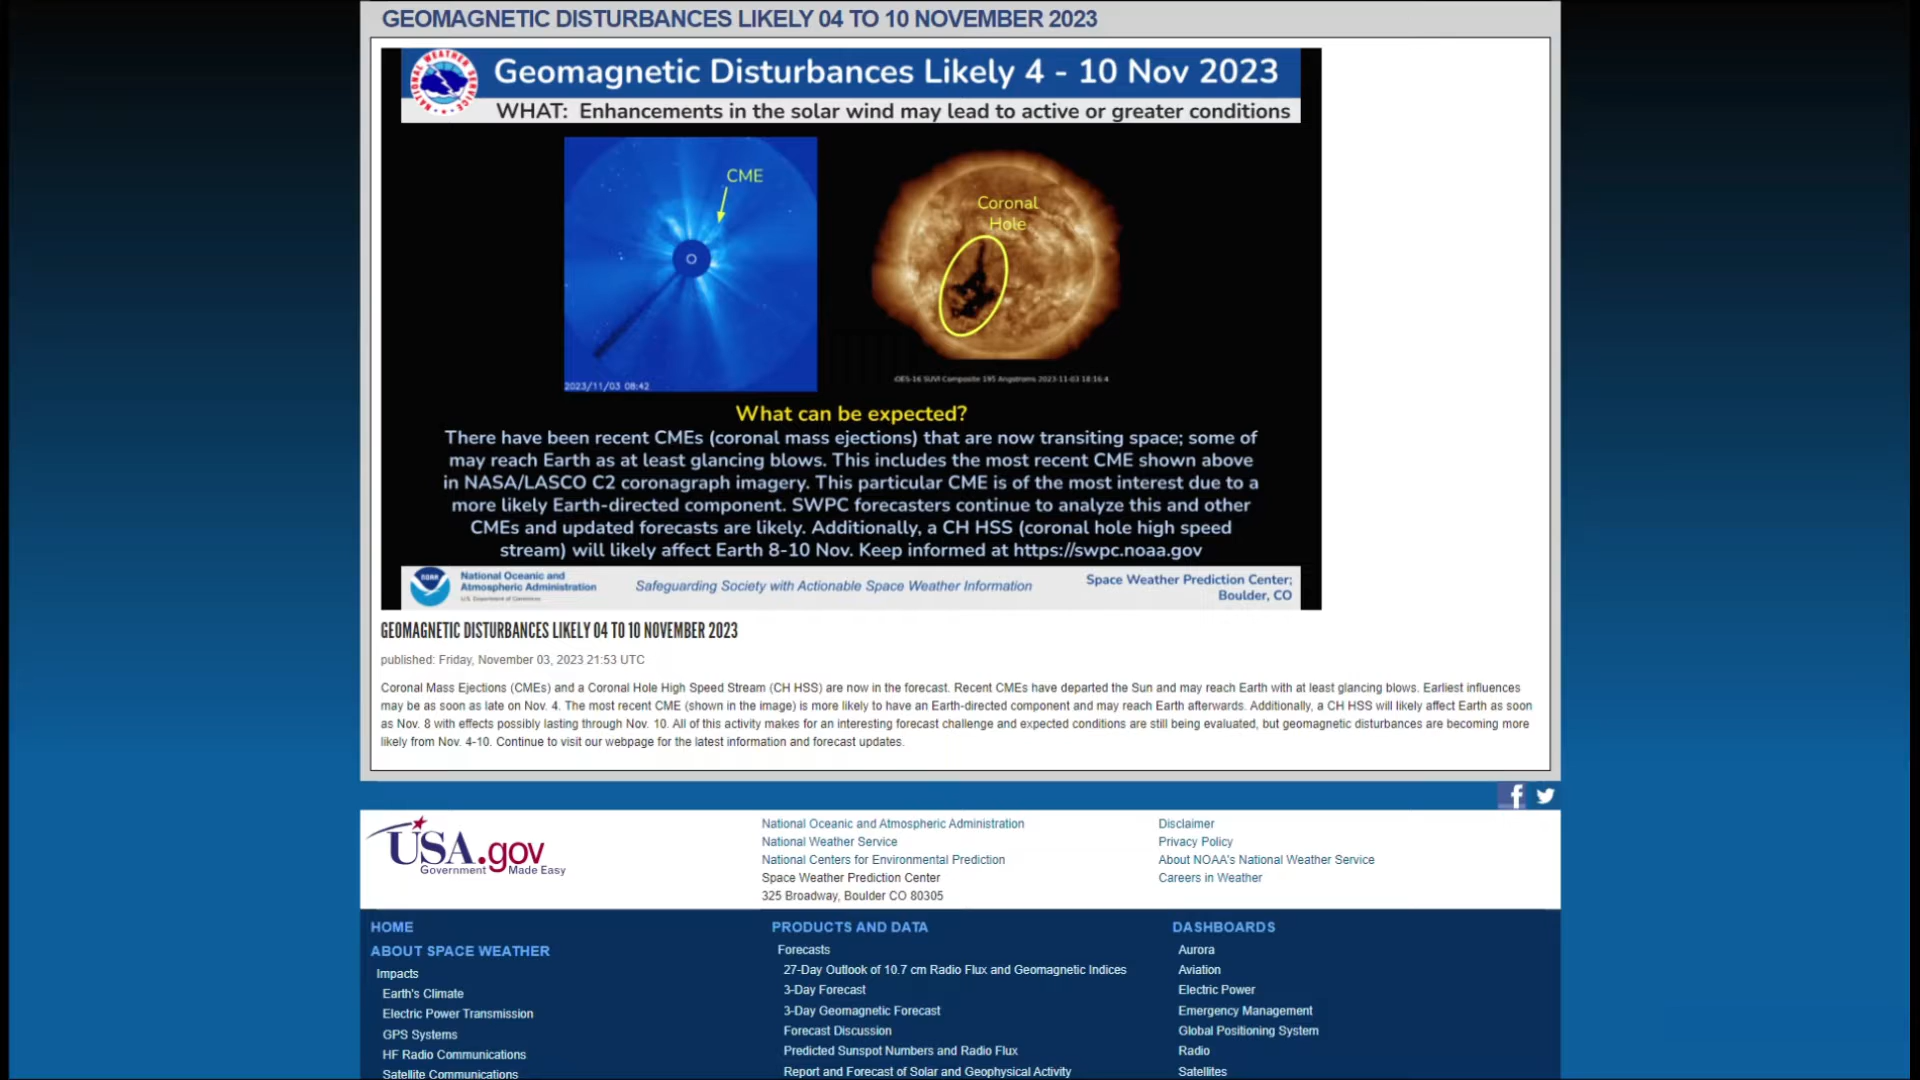 GEOMAGNETIC DISTURBANCES LIKELY 04 TO 10 NOVEMBER 2023
NATIONAL WEATHER SERVICE
Geomagnetic Disturbances Likely 4 - 10 Nov 2023
WHAT: Enhancements in the solar wind may lead to active or greater conditions
CME
Coronal
Hole
2023/11/03 08:42
OES-16 SUVI Composite 195 Angstroms 2023-11-03 18:16:4
What can be expected?
There have been recent CMEs (coronal mass ejections) that are now transiting space; some of
may reach Earth as at least glancing blows. This includes the most recent CME shown above
in NASA/LASCO C2 coronagraph imagery. This particular CME is of the most interest due to a
more likely Earth-directed component. SWPC forecasters continue to analyze this and other
CMEs and updated forecasts are likely. Additionally, a CH HSS (coronal hole high speed
stream) will likely affect Earth 8-10 Nov. Keep informed at https://swpc.noaa.gov
NOAA
National Oceanic and
Atmospheric Administration
U.S. Department of Commerce
Safeguarding Society with Actionable Space Weather Information
Space Weather Prediction Center;
Boulder, CO
GEOMAGNETIC DISTURBANCES LIKELY 04 TO 10 NOVEMBER 2023
published: Friday, November 03, 2023 21:53 UTC
Coronal Mass Ejections (CMEs) and a Coronal Hole High Speed Stream (CH HSS) are now in the forecast. Recent CMEs have departed the Sun and may reach Earth with at least glancing blows. Earliest influences
may be as soon as late on Nov. 4. The most recent CME (shown in the image) is more likely to have an Earth-directed component and may reach Earth afterwards. Additionally, a CH HSS will likely affect Earth as soon
as Nov. 8 with effects possibly lasting through Nov. 10. All of this activity makes for an interesting forecast challenge and expected conditions are still being evaluated, but geomagnetic disturbances are becoming more
likely from Nov. 4-10. Continue to visit our webpage for the latest information and forecast updates.
f
USA.gov
Government Made Easy
National Oceanic and Atmospheric Administration
National Weather Service
National Centers for Environmental Prediction
Space Weather Prediction Center
325 Broadway, Boulder CO 80305
Disclaimer
Privacy Policy
About NOAA's National Weather Service
Careers in Weather
HOME
ABOUT SPACE WEATHER
Impacts
Earth's Climate
Electric Power Transmission
GPS Systems
HF Radio Communications
Satellite Communications
PRODUCTS AND DATA
Forecasts
27-Day Outlook of 10.7 cm Radio Flux and Geomagnetic Indices
3-Day Forecast
3-Day Geomagnetic Forecast
Forecast Discussion
Predicted Sunspot Numbers and Radio Flux
Report and Forecast of Solar and Geophysical Activity
DASHBOARDS
Aurora
Aviation
Electric Power
Emergency Management
Global Positioning System
Radio
Satellites